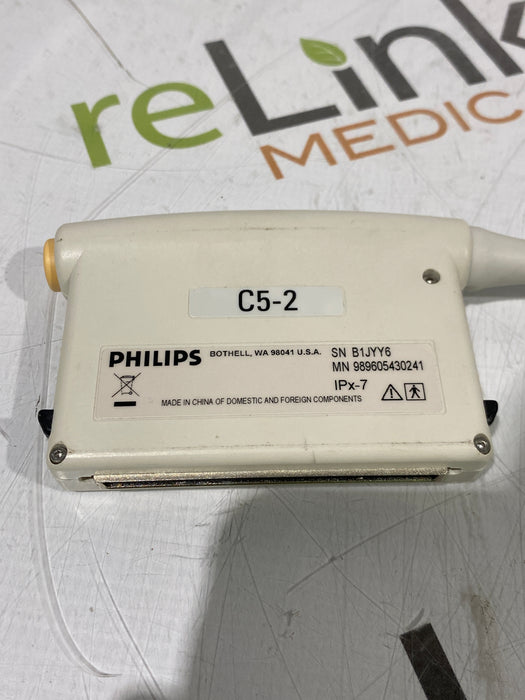 reLink
MEDIC
C5-2
PHILIPS BOTHELL, WA 98041 U.S.A. SN B1JYY6
MN 989605430241
IPx-7
MADE IN CHINA OF DOMESTIC AND FOREIGN COMPONENTS